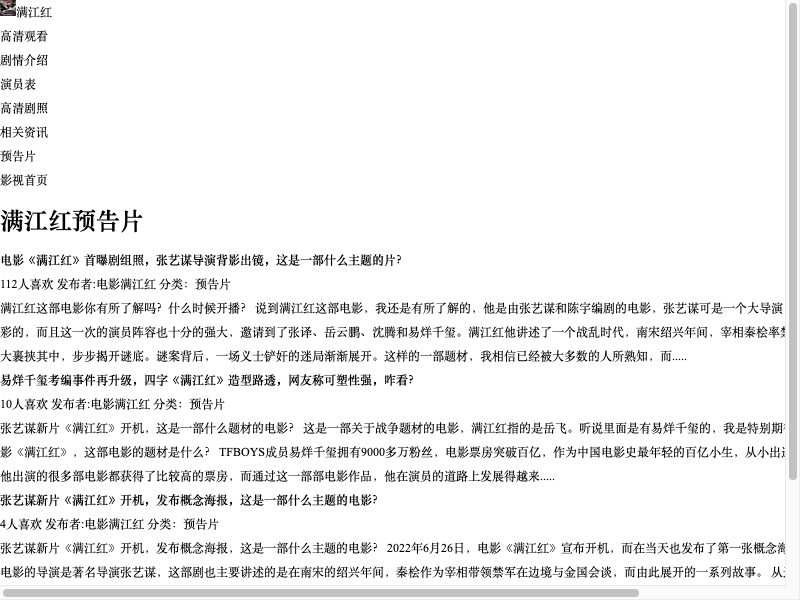 满江红
高清观看
剧情介绍
演员表
高清剧照
相关资讯
预告片
影视首页
满江红预告片
电影《满江红》首曝剧组照，张艺谋导演背影出镜，这是一部什么主题的片?
112人喜欢 发布者:电影满江红 分类：预告片
满江红这部电影你有所了解吗？什么时候开播？ 说到满江红这部电影，我还是有所了解的，他是由张艺谋和陈宇编剧的电影，张艺谋可是一个大导演
彩的，而且这一次的演员阵容也十分的强大，邀请到了张译、岳云鹏、沈腾和易烊千玺。满江红他讲述了一个战乱时代，南宋绍兴年间，宰相秦桧率
大裹挟其中，步步揭开谜底。谜案背后，一场义士铲奸的迷局渐渐展开。这样的一部题材，我相信已经被大多数的人所熟知，而.....
易烊千玺考编事件再升级，四字《满江红》造型路透，网友称可塑性强，咋看?
10人喜欢 发布者:电影满江红 分类：预告片
张艺谋新片《满江红》开机，这是一部什么题材的电影？ 这是一部关于战争题材的电影，满江红指的是岳飞。听说里面是有易烊千玺的，我是特别期
影《满江红》，这部电影的题材是什么？ TFBOYS成员易烊千玺拥有9000多万粉丝，电影票房突破百亿，作为中国电影史最年轻的百亿小生，从小出
他出演的很多部电影都获得了比较高的票房，而通过这一部部电影作品，他在演员的道路上发展得越来.....
张艺谋新片《满江红》开机，发布概念海报，这是一部什么主题的电影?
4人喜欢 发布者:电影满江红 分类：预告片
张艺谋新片《满江红》开机，发布概念海报，这是一部什么主题的电影？ 2022年6月26日，电影《满江红》宣布开机，而在当天也发布了第一张概念
电影的导演是著名导演张艺谋，这部剧也主要讲述的是在南宋的绍兴年间，秦桧作为宰相带领禁军在边境与金国会谈，而由此展开的一系列故事。 从